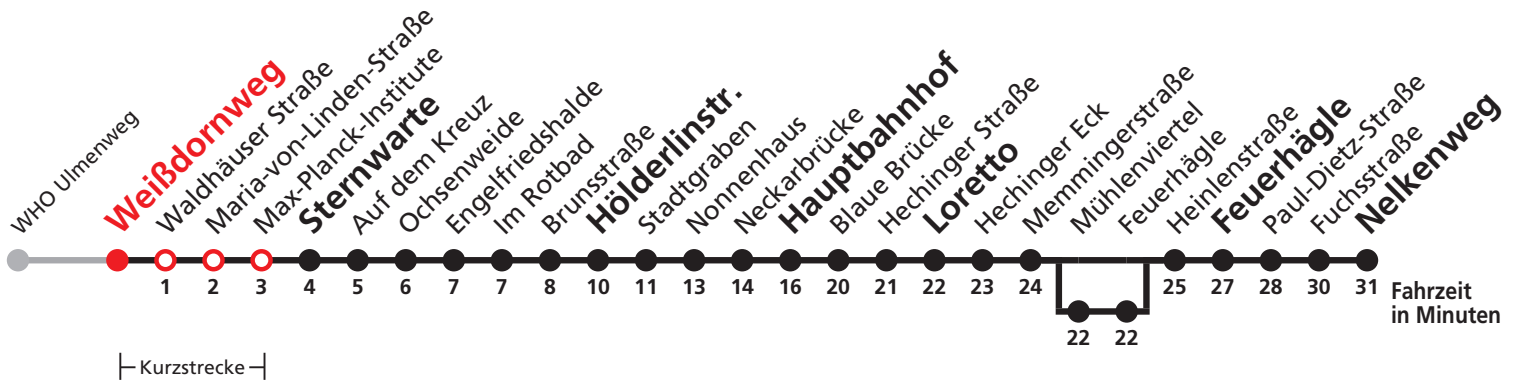 WHO Ulmenweg
Weißdornweg
Waldhäuser Straße
Maria-von-Linden-Straße
Max-Planck-Institute
Sternwarte
Auf dem Kreuz
Ochsenweide
Engelfriedshalde
Im Rotbad
Brunsstraße
Hölderlinstr.
Stadtgraben
Nonnenhaus
Neckarbrücke
Hauptbahnhof
Blaue Brücke
Hechinger Straße
Loretto
Hechinger Eck
Memmingerstraße
Mühlenviertel
Feuerhägle
Heinlenstraße
Feuerhägle
Paul-Dietz-Straße
Fuchsstraße
Nelkenweg
1 2 3 4 5 6 7 7 8 10 11 13 14 16 20 21 22 23 24 25 27 28 30 31
Fahrzeit
in Minuten
22 22
Kurzstrecke